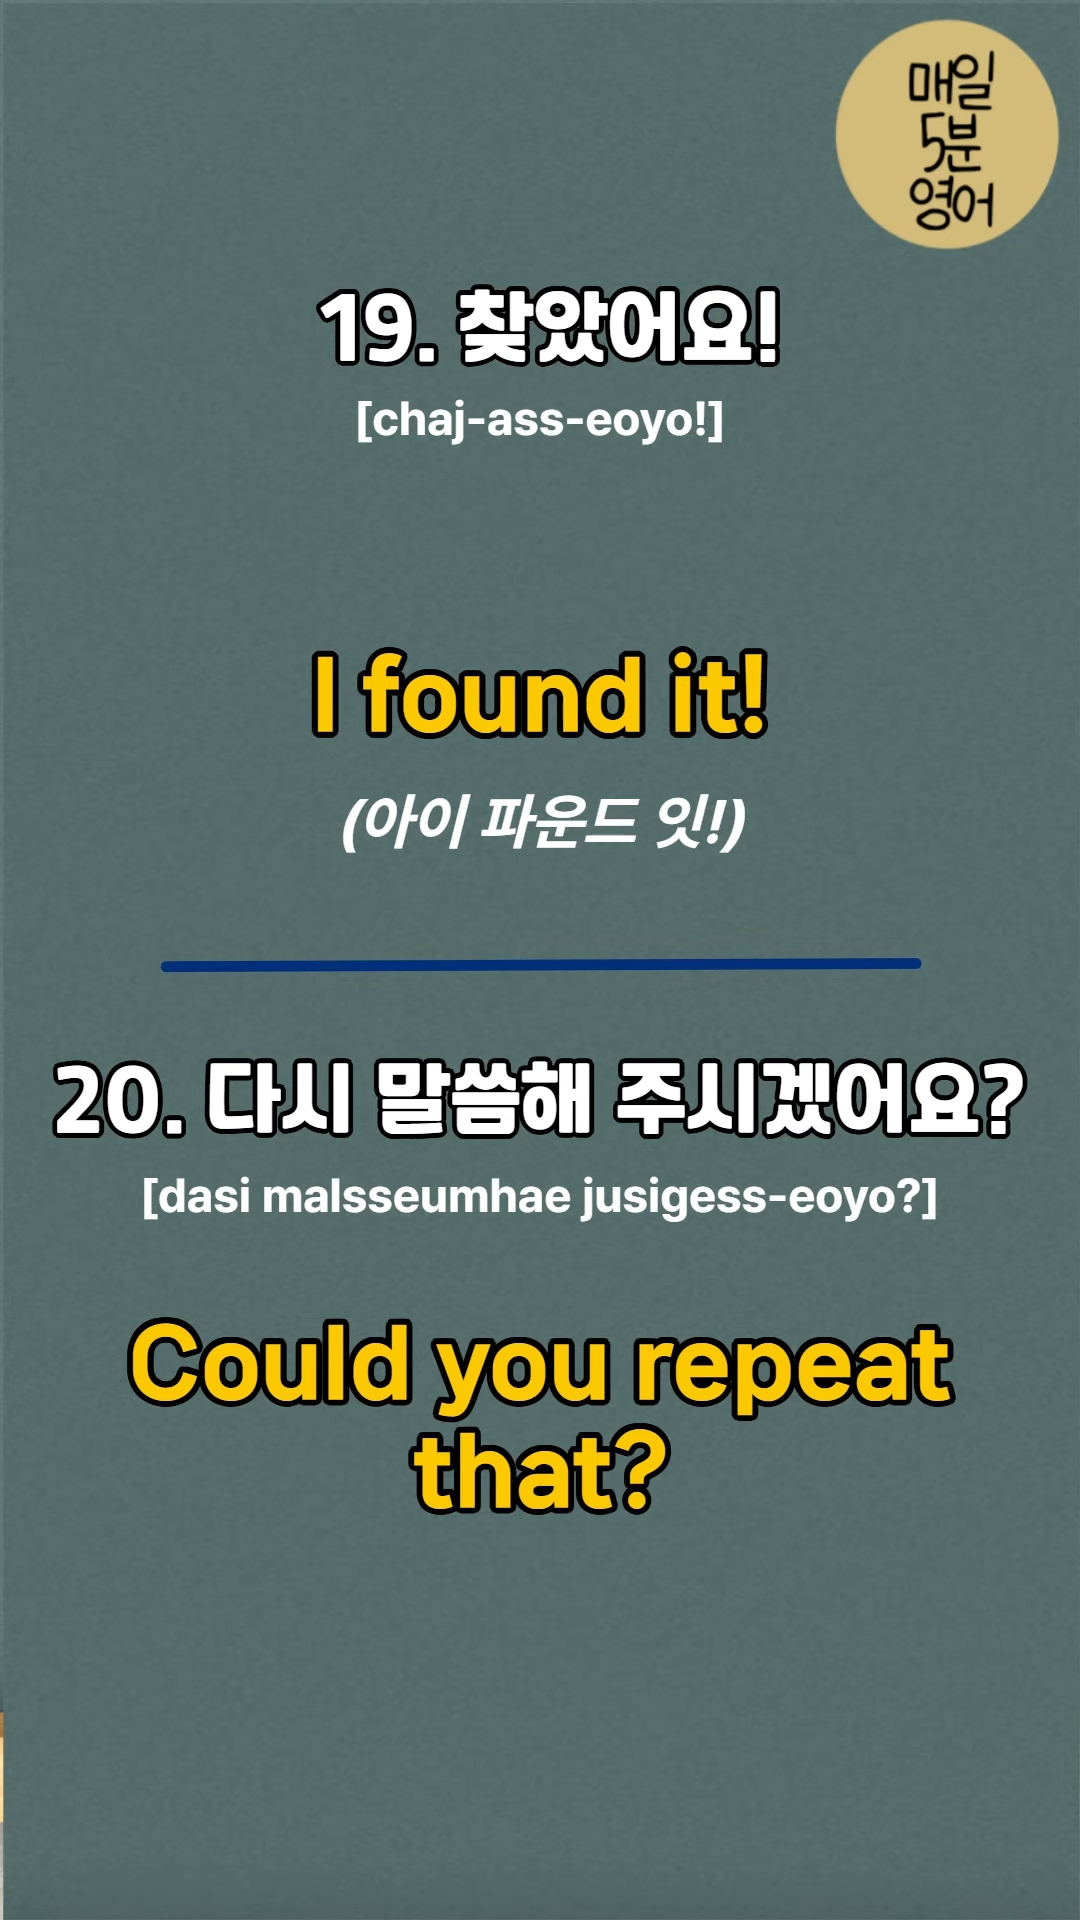 매일
5분
영어
19. 찾았어요!
[chaj-ass-eoyo!]
I found it!
(아이 파운드 잇!)
20. 다시 말씀해 주시겠어요?
[dasi malsseumhae jusigess-eoyo?]
Could you repeat
that?